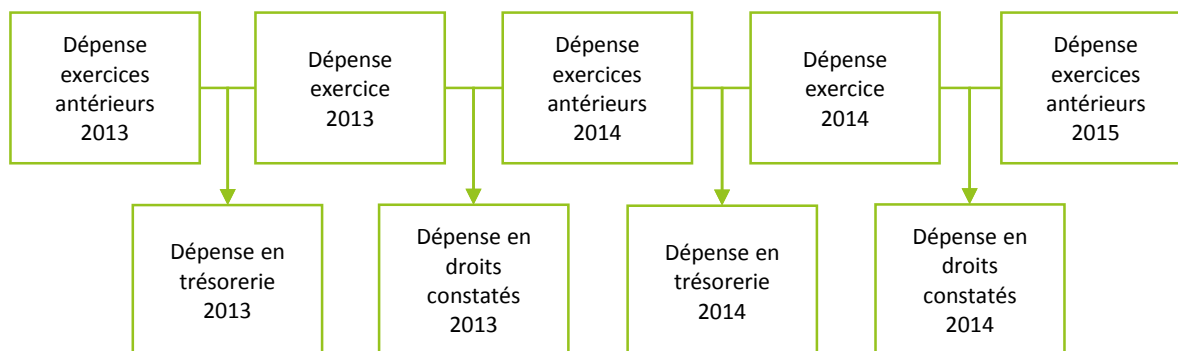 Dépense
exercices
antérieurs
2013
Dépense
exercice
2013
Dépense
exercices
antérieurs
2014
Dépense
exercice
2014
Dépense
exercices
antérieurs
2015
Dépense en
trésorerie
2013
Dépense en
droits
constatés
2013
Dépense en
trésorerie
2014
Dépense en
droits
constatés
2014